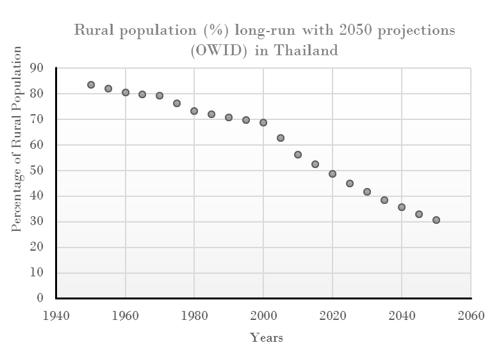 Rural population (%) long-run with 2050 projections
(OWID) in Thailand
Percentage of Rural Population
90
80
70
60
50
40
30
20
10
0
1940 1960 1980 2000 2020 2040 2060
Years